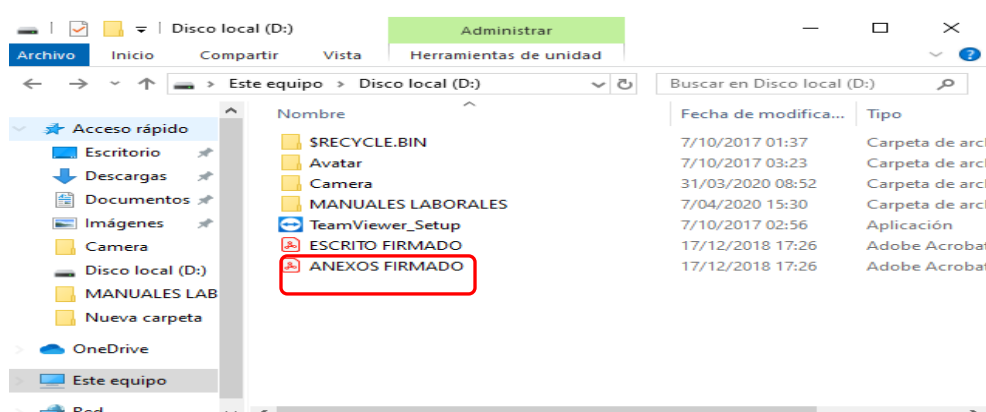 Disco local (D:)
Administrar
Archivo Inicio Compartir Vista Herramientas de unidad
Este equipo > Disco local (D:)
Buscar en Disco local (D:)
Nombre Fecha de modifica... Tipo
Acceso rápido
Escritorio
Descargas
Documentos
Imágenes
Camera
Disco local (D:)
MANUALES LAB
Nueva carpeta
OneDrive
Este equipo
Red
$RECYCLE.BIN 7/10/2017 01:37 Carpeta de arc
Avatar 7/10/2017 03:23 Carpeta de arc
Camera 31/03/2020 08:52 Carpeta de arc
MANUALES LABORALES 7/04/2020 15:30 Carpeta de arc
TeamViewer_Setup 7/10/2017 02:56 Aplicación
ESCRITO FIRMADO 17/12/2018 17:26 Adobe Acrobat
ANEXOS FIRMADO 17/12/2018 17:26 Adobe Acrobat